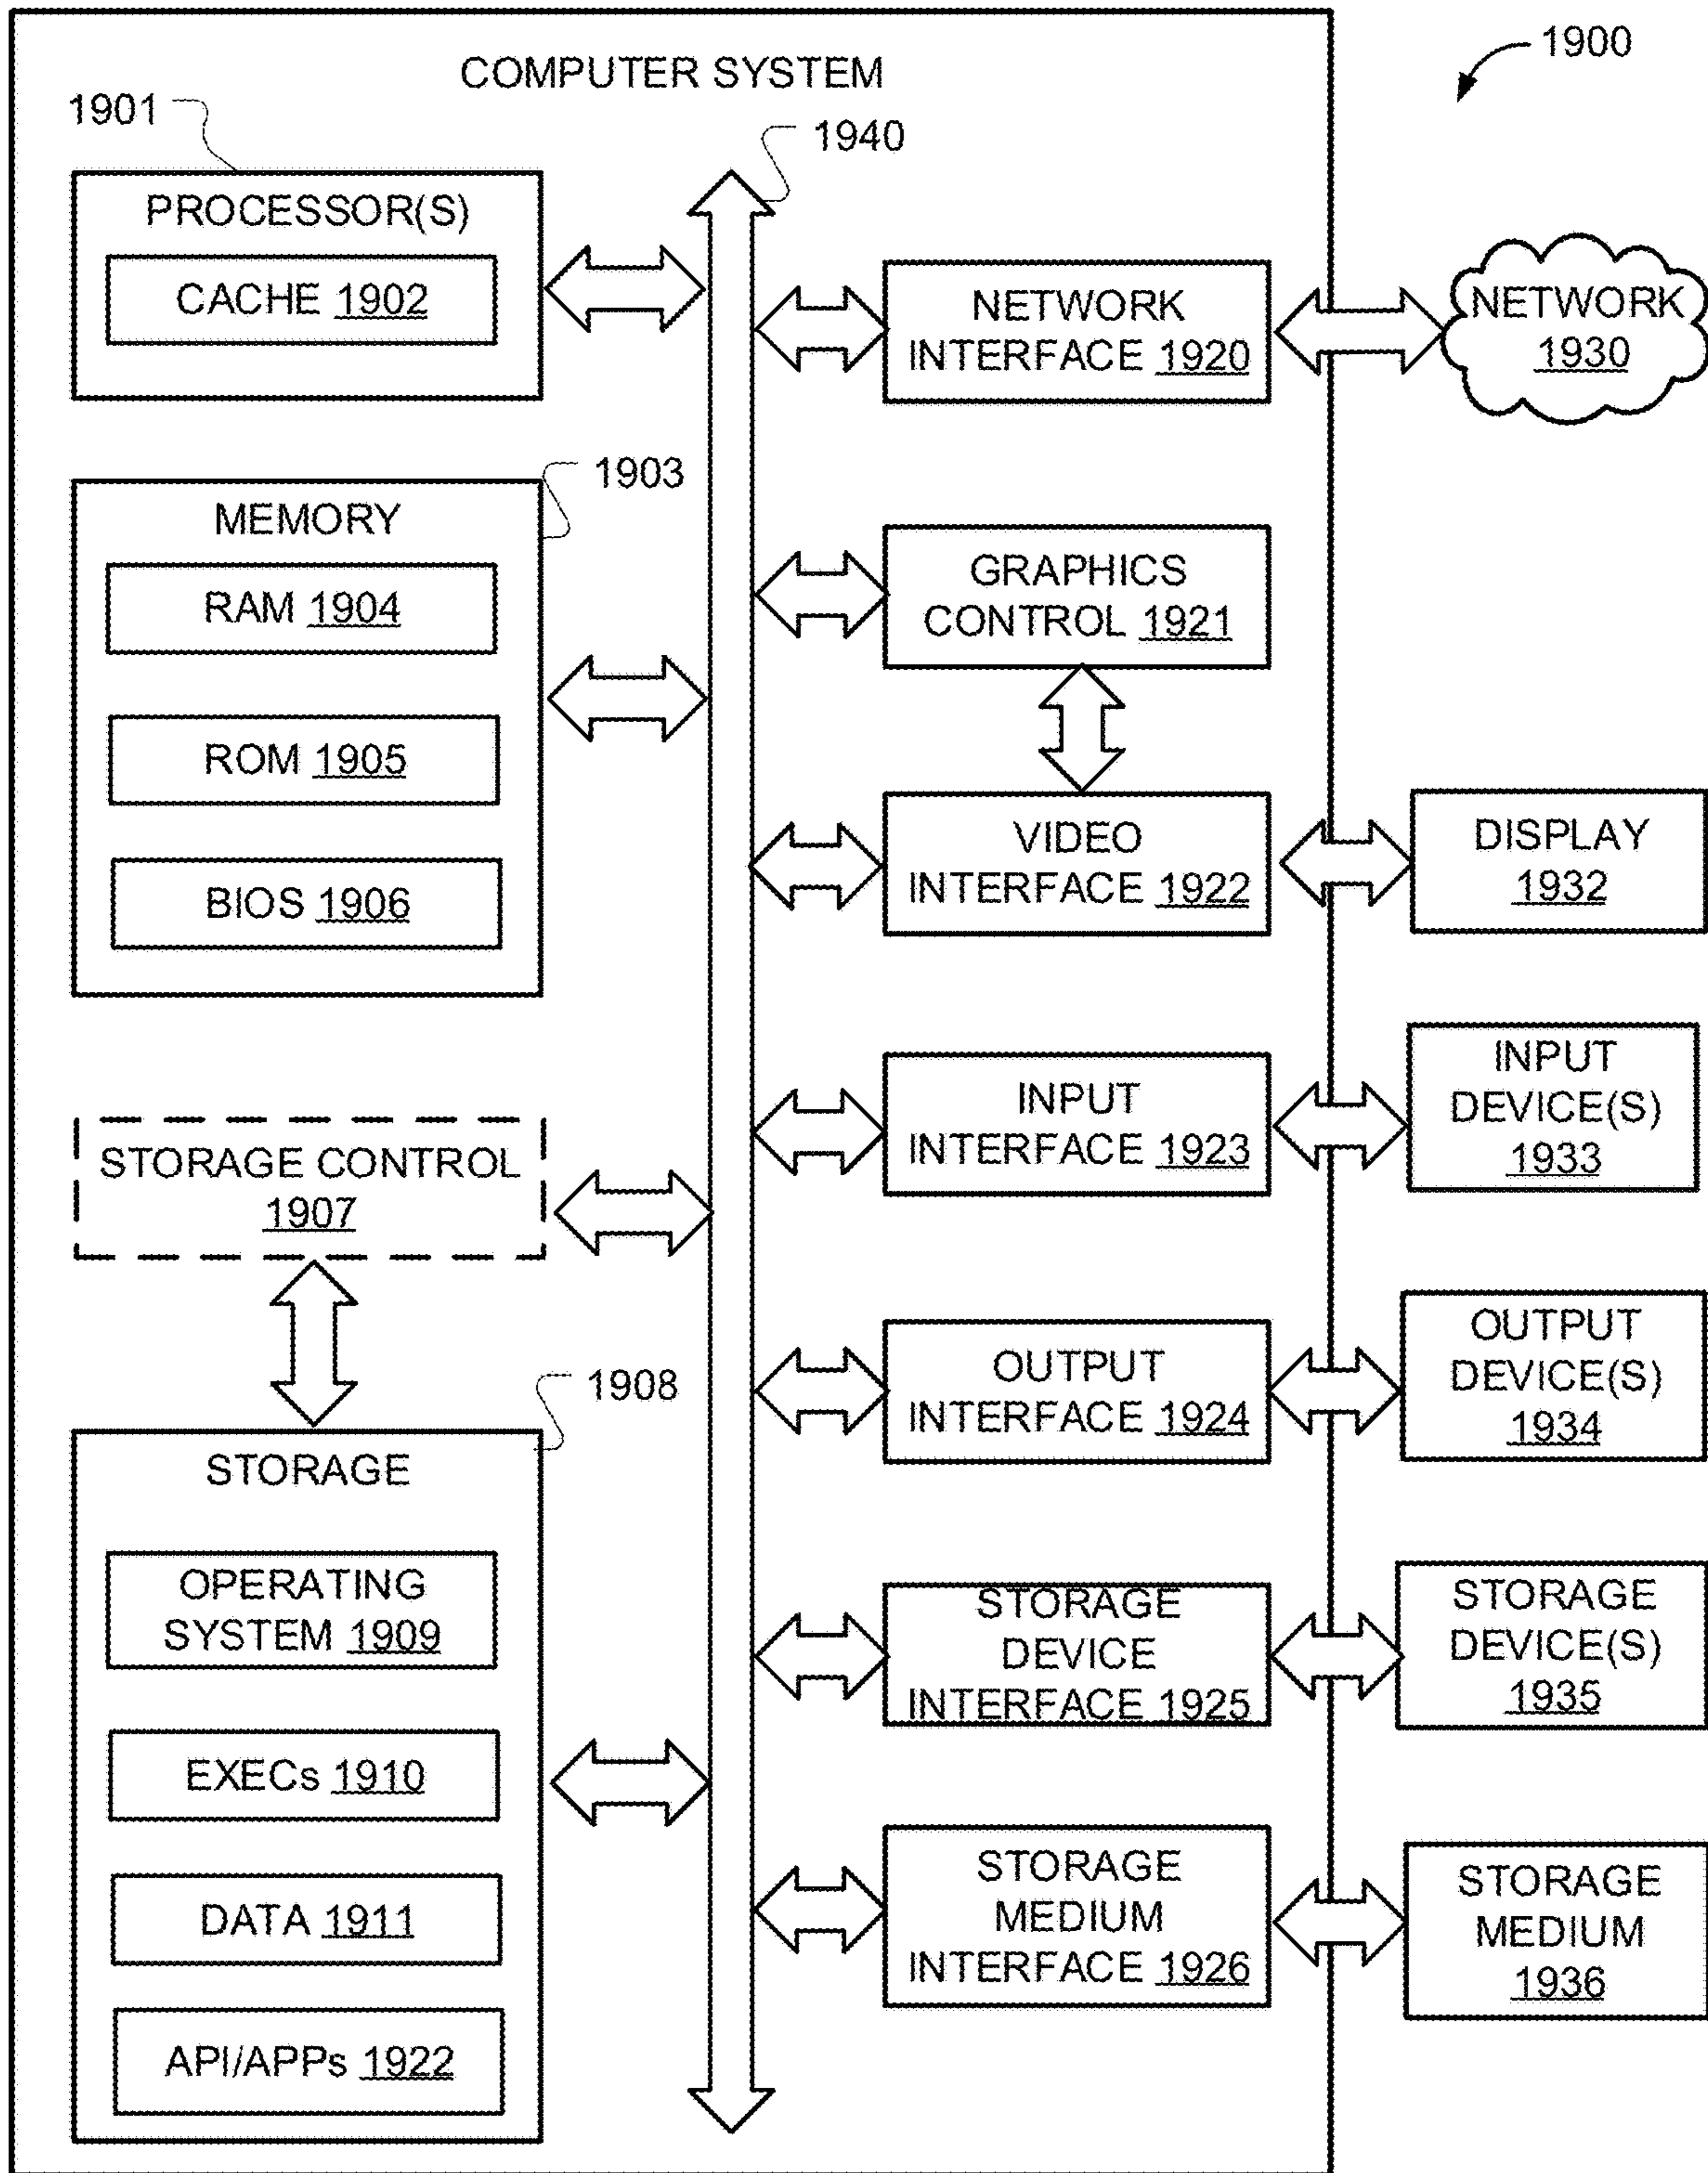 1900
COMPUTER SYSTEM
1901
1940
PROCESSOR(S)
CACHE 1902
1903
MEMORY
RAM 1904
ROM 1905
BIOS 1906
STORAGE CONTROL
1907
1908
STORAGE
OPERATING
SYSTEM 1909
EXECs 1910
DATA 1911
API/APPs 1922
NETWORK
INTERFACE 1920
NETWORK
1930
GRAPHICS
CONTROL 1921
VIDEO
INTERFACE 1922
DISPLAY
1932
INPUT
INTERFACE 1923
INPUT
DEVICE(S)
1933
OUTPUT
INTERFACE 1924
OUTPUT
DEVICE(S)
1934
STORAGE
DEVICE
INTERFACE 1925
STORAGE
DEVICE(S)
1935
STORAGE
MEDIUM
INTERFACE 1926
STORAGE
MEDIUM
1936